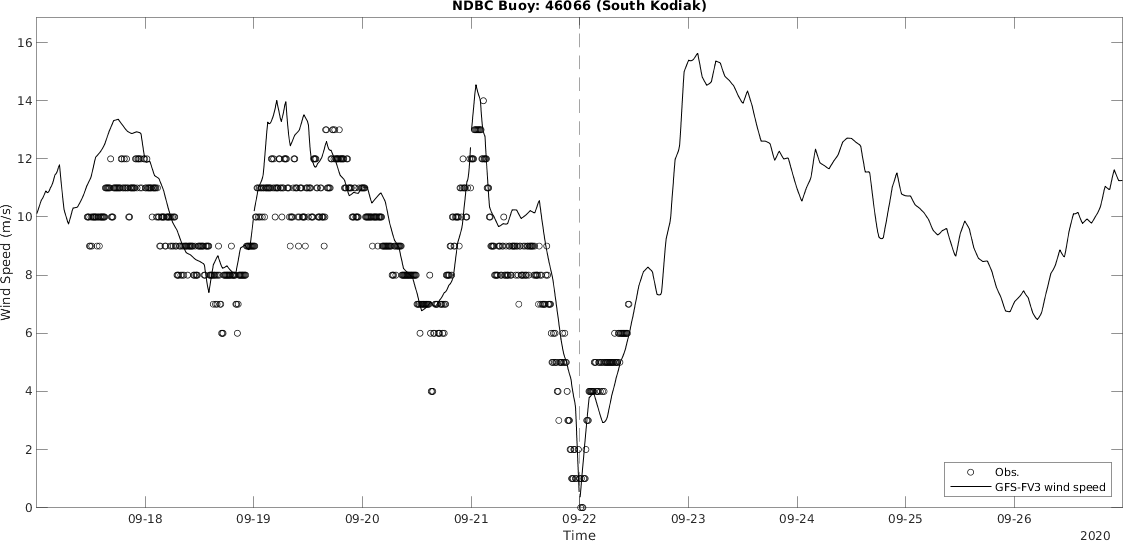 NDBC Buoy: 46066 (South Kodiak)
16
14
12
10
8
6
4
2
0
Wind Speed (m/s)
Obs.
GFS-FV3 wind speed
09-18 09-19 09-20 09-21 09-22 09-23 09-24 09-25 09-26
Time
2020